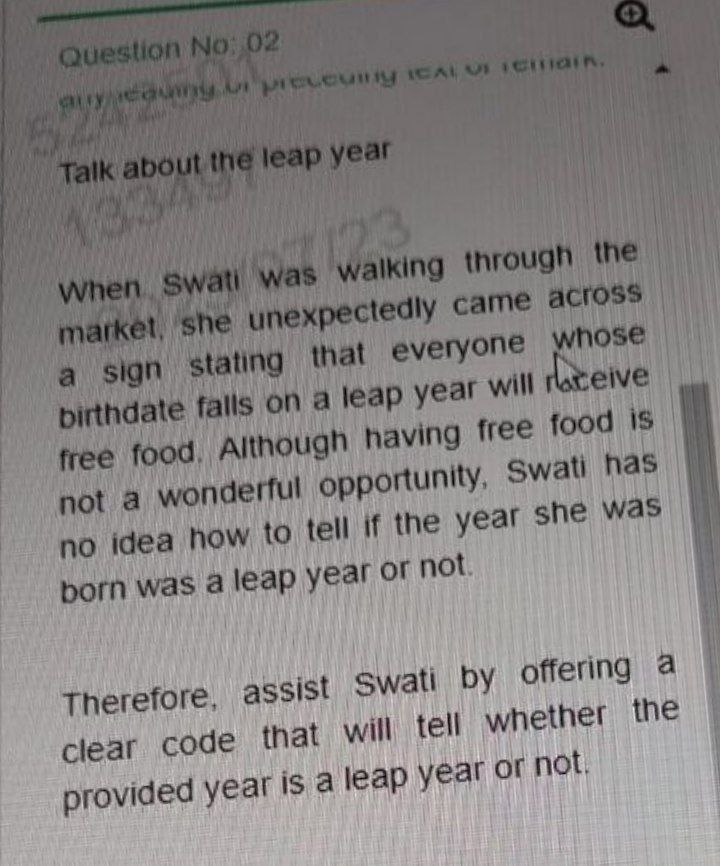 Question No: 02
Talk about the leap year
When Swati was walking through the
market, she unexpectedly came across
a sign stating that everyone whose
birthdate falls on a leap year will receive
free food. Although having free food is
not a wonderful opportunity, Swati has
no idea how to tell if the year she was
born was a leap year or not.
Therefore, assist Swati by offering a
clear code that will tell whether the
provided year is a leap year or not.